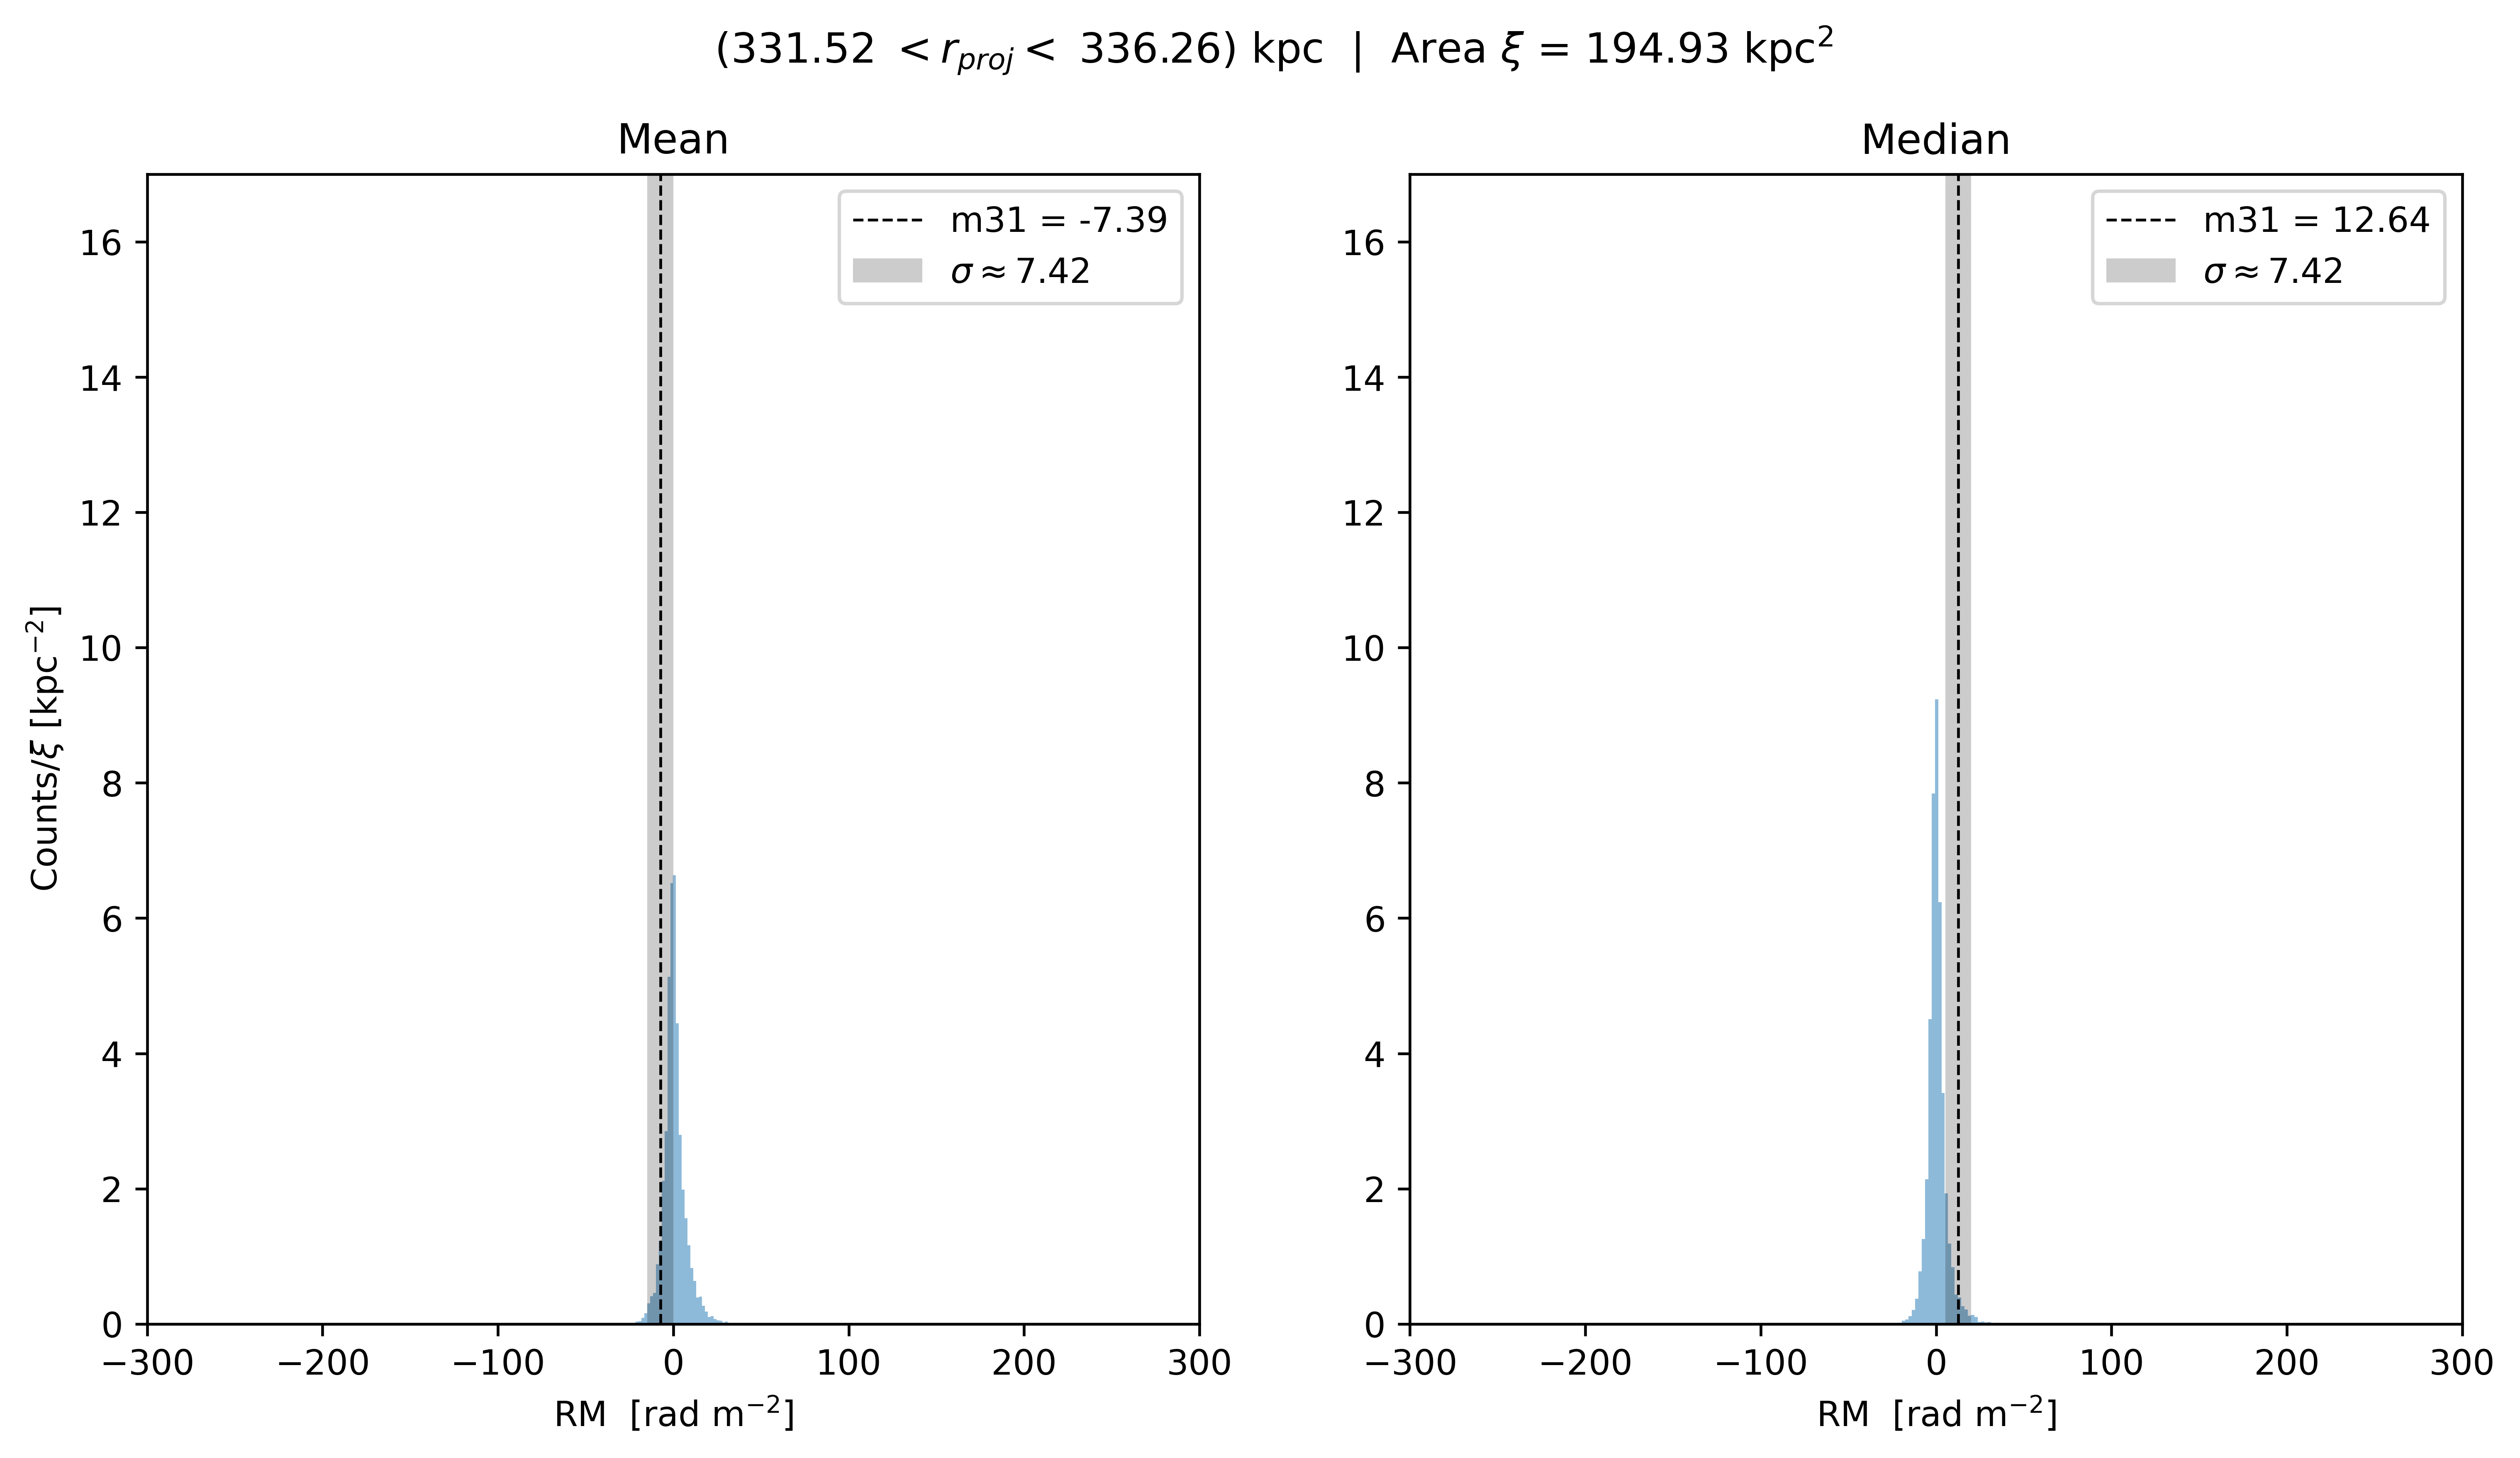 (331.52 < r_proj < 336.26) kpc | Area ξ = 194.93 kpc²
Mean
m31 = -7.39
σ ≈ 7.42
16
14
12
10
8
6
4
2
0
Counts/ξ [kpc⁻²]
−300 −200 −100 0 100 200 300
RM [rad m⁻²]
Median
m31 = 12.64
σ ≈ 7.42
16
14
12
10
8
6
4
2
0
−300 −200 −100 0 100 200 300
RM [rad m⁻²]